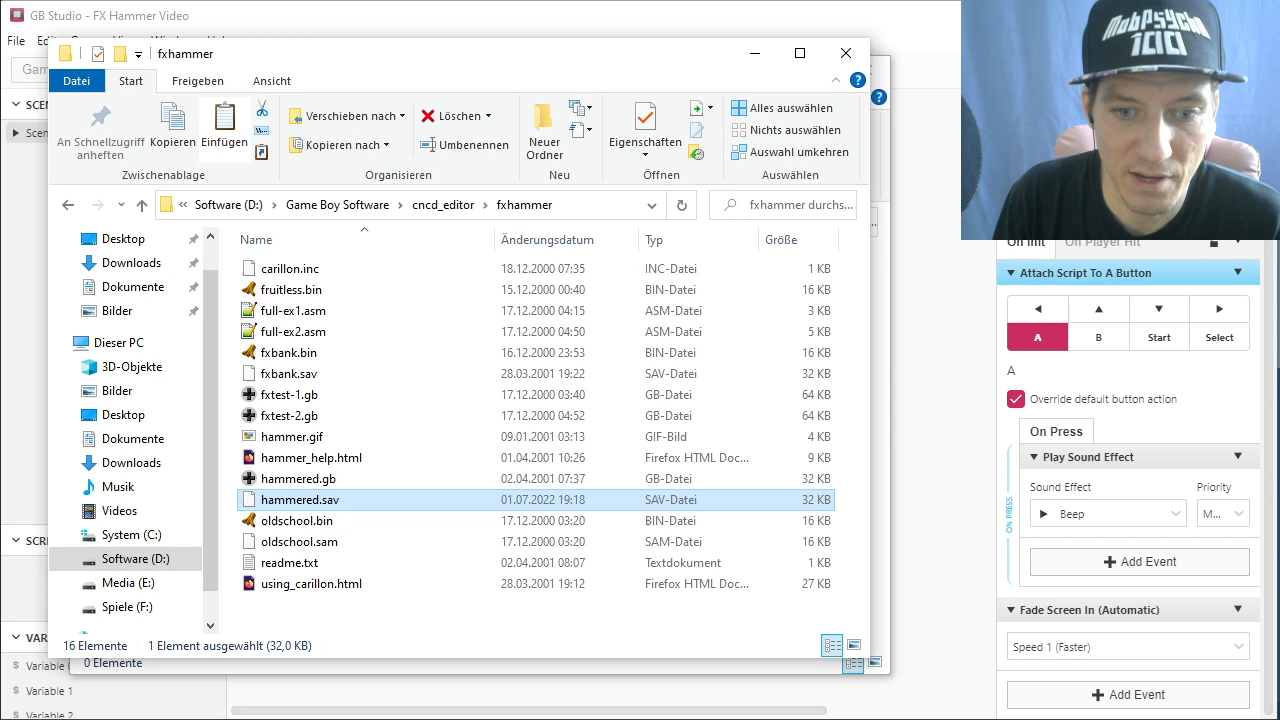 GB Studio - FX Hammer Video
File
fxhammer
Datei
Start
Freigeben
Ansicht
An Schnellzugriff anheften
Kopieren
Einfügen
Verschieben nach
Kopieren nach
Löschen
Umbenennen
Neuer Ordner
Eigenschaften
Alles auswählen
Nichts auswählen
Auswahl umkehren
Zwischenablage
Organisieren
Neu
Öffnen
Auswählen
Software (D:) Game Boy Software cncd_editor fxhammer
fxhammer durchs...
Name Änderungsdatum Typ Größe
carillon.inc 18.12.2000 07:35 INC-Datei 1 KB
fruitless.bin 15.12.2000 00:40 BIN-Datei 16 KB
full-ex1.asm 17.12.2000 04:15 ASM-Datei 3 KB
full-ex2.asm 17.12.2000 04:50 ASM-Datei 5 KB
fxbank.bin 16.12.2000 23:53 BIN-Datei 16 KB
fxbank.sav 28.03.2001 19:22 SAV-Datei 32 KB
fxtest-1.gb 17.12.2000 03:40 GB-Datei 64 KB
fxtest-2.gb 17.12.2000 04:52 GB-Datei 64 KB
hammer.gif 09.01.2001 03:13 GIF-Bild 4 KB
hammer_help.html 01.04.2001 10:26 Firefox HTML Doc... 9 KB
hammered.gb 02.04.2001 07:37 GB-Datei 32 KB
hammered.sav 01.07.2022 19:18 SAV-Datei 32 KB
oldschool.bin 17.12.2000 03:20 BIN-Datei 16 KB
oldschool.sam 17.12.2000 03:20 SAM-Datei 16 KB
readme.txt 02.04.2001 08:07 Textdokument 1 KB
using_carillon.html 28.03.2001 19:12 Firefox HTML Doc... 27 KB
Desktop
Downloads
Dokumente
Bilder
Dieser PC
3D-Objekte
Bilder
Desktop
Dokumente
Downloads
Musik
Videos
System (C:)
Software (D:)
Media (E:)
Spiele (F:)
16 Elemente 1 Element ausgewählt (32,0 KB)
0 Elemente
Variable 1
Variable 2
MobPsycho
100
On Init On Player Hit
Attach Script To A Button
A B Start Select
A
Override default button action
On Press
Play Sound Effect
Sound Effect Priority
Beep M...
ON PRESS
Add Event
Fade Screen In (Automatic)
Speed 1 (Faster)
Add Event